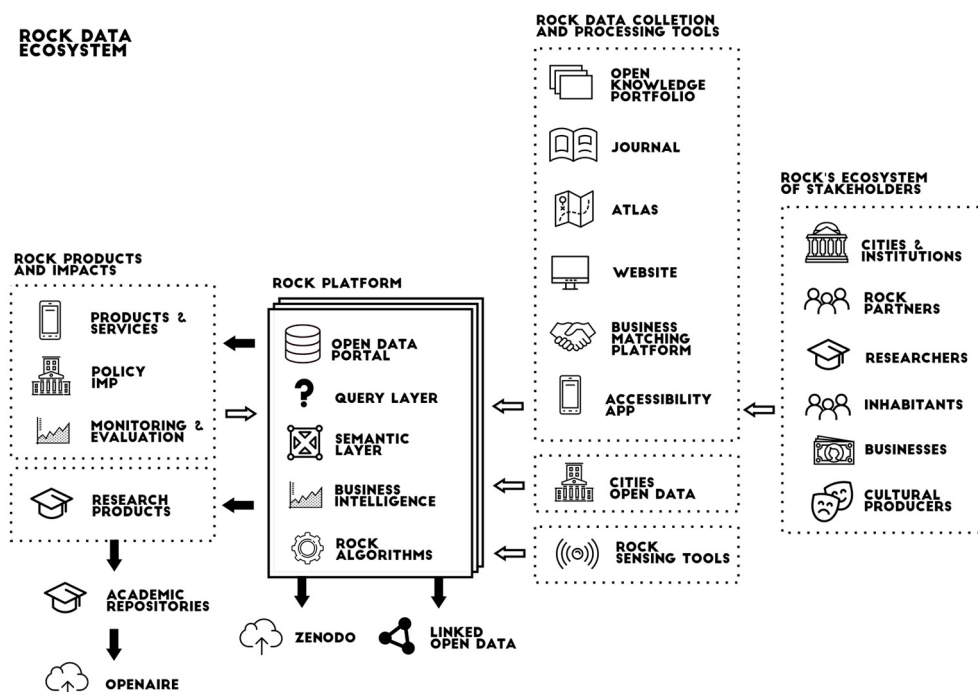 ROCK DATA
ECOSYSTEM
ROCK DATA COLLETION
AND PROCESSING TOOLS
OPEN
KNOWLEDGE
PORTFOLIO
JOURNAL
ATLAS
WEBSITE
BUSINESS
MATCHING
PLATFORM
ACCESSIBILITY
APP
CITIES
OPEN DATA
ROCK
SENSING TOOLS
ROCK'S ECOSYSTEM
OF STAKEHOLDERS
CITIES &
INSTITUTIONS
ROCK
PARTNERS
RESEARCHERS
INHABITANTS
BUSINESSES
CULTURAL
PRODUCERS
ROCK PRODUCTS
AND IMPACTS
PRODUCTS &
SERVICES
POLICY
IMP
MONITORING &
EVALUATION
RESEARCH
PRODUCTS
ACADEMIC
REPOSITORIES
OPENAIRE
ROCK PLATFORM
OPEN DATA
PORTAL
?
QUERY LAYER
SEMANTIC
LAYER
BUSINESS
INTELLIGENCE
ROCK
ALGORITHMS
ZENODO
LINKED
OPEN DATA